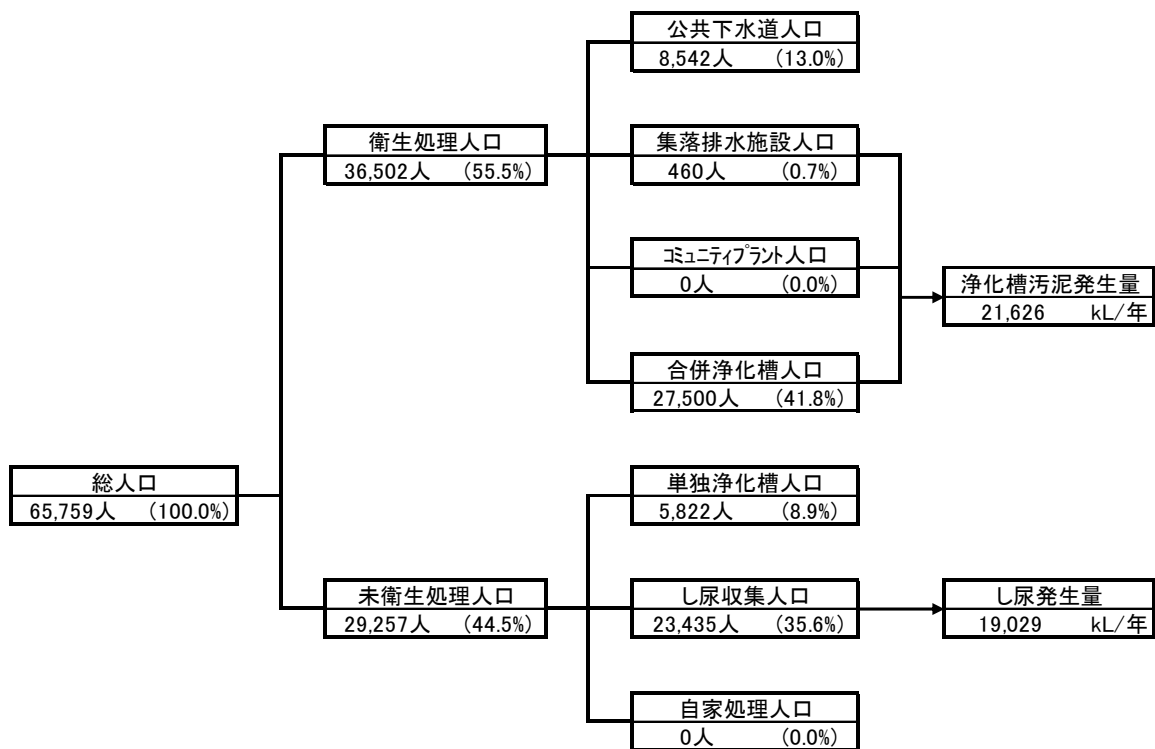 公共下水道人口
8,542人 (13.0%)
衛生処理人口
36,502人 (55.5%)
集落排水施設人口
460人 (0.7%)
コミュニティプラント人口
0人 (0.0%)
浄化槽汚泥発生量
21,626 kL/年
合併浄化槽人口
27,500人 (41.8%)
総人口
65,759人 (100.0%)
単独浄化槽人口
5,822人 (8.9%)
未衛生処理人口
29,257人 (44.5%)
し尿収集人口
23,435人 (35.6%)
し尿発生量
19,029 kL/年
自家処理人口
0人 (0.0%)